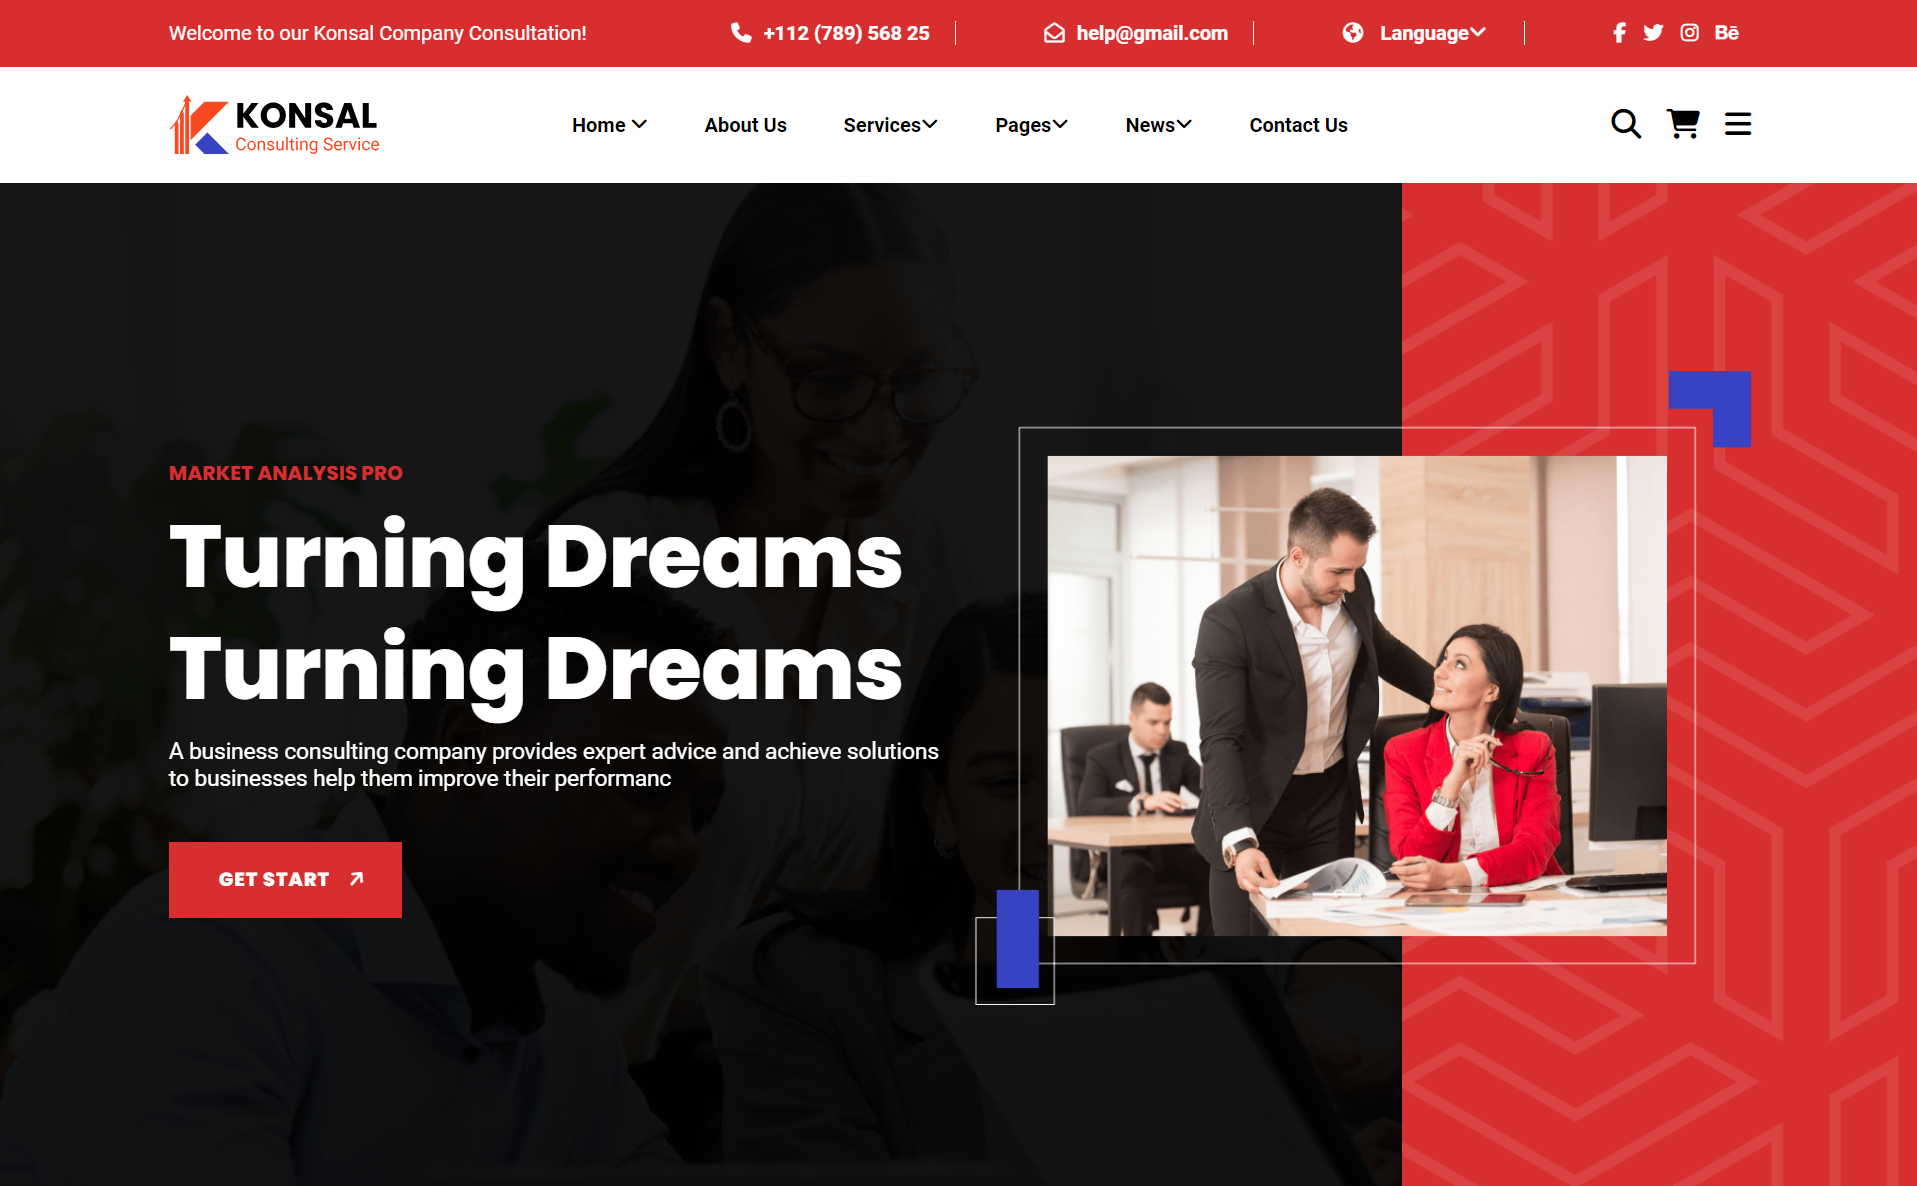 Welcome to our Konsal Company Consultation!
+112 (789) 568 25
help@gmail.com
Language
Bē
KONSAL
Consulting Service
Home
About Us
Services
Pages
News
Contact Us
MARKET ANALYSIS PRO
Turning Dreams
Turning Dreams
A business consulting company provides expert advice and achieve solutions
to businesses help them improve their performanc
GET START